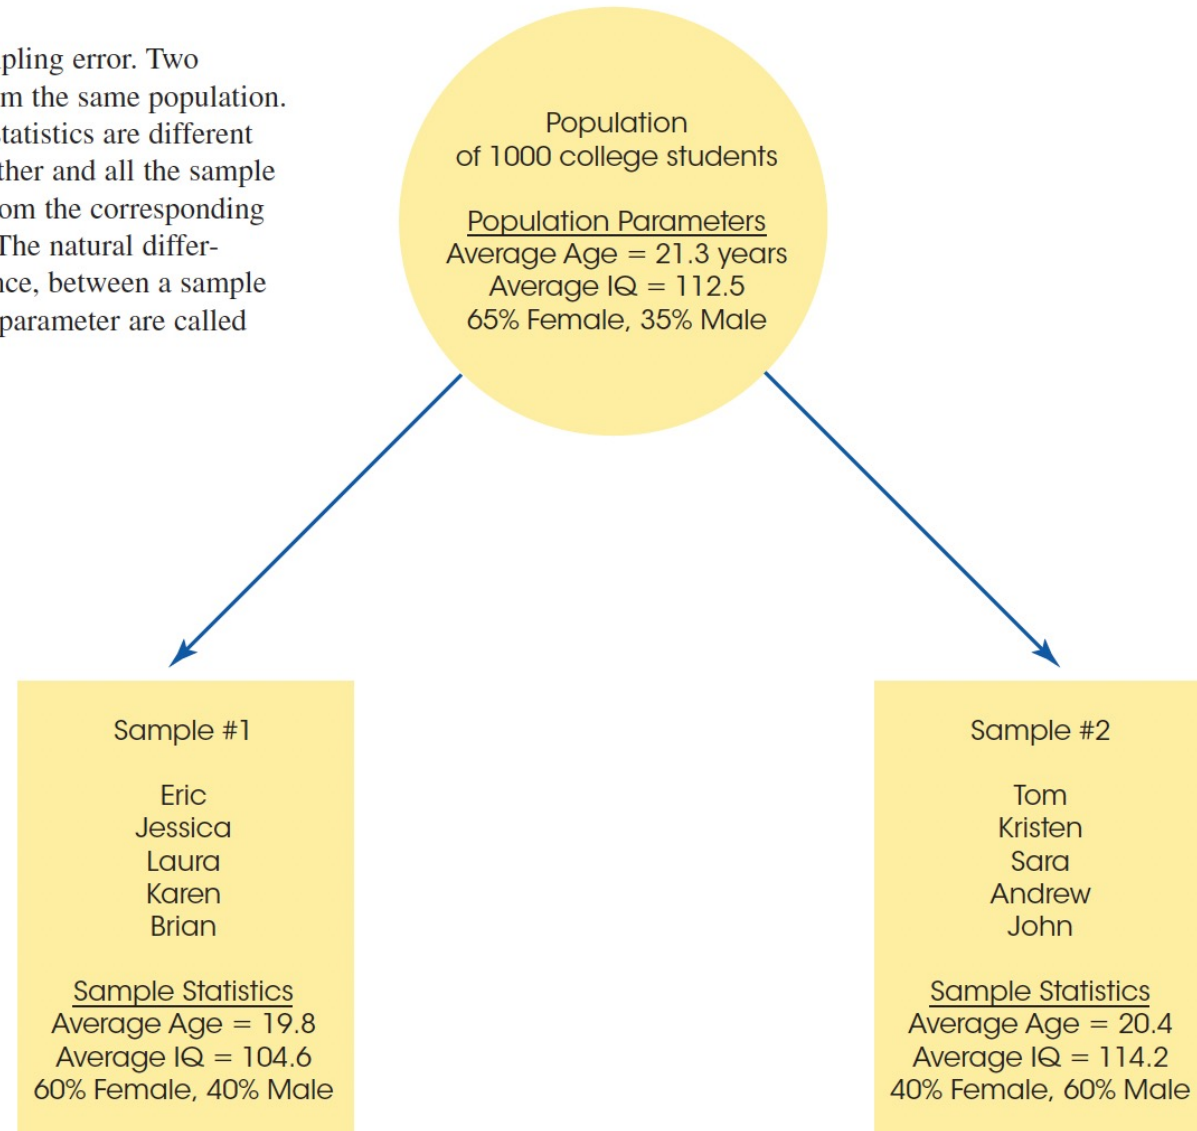 pling error. Two
m the same population.
statistics are different
ther and all the sample
om the corresponding
The natural differ-
nce, between a sample
parameter are called
Population
of 1000 college students
Population Parameters
Average Age = 21.3 years
Average IQ = 112.5
65% Female, 35% Male
Sample #1
Eric
Jessica
Laura
Karen
Brian
Sample Statistics
Average Age = 19.8
Average IQ = 104.6
60% Female, 40% Male
Sample #2
Tom
Kristen
Sara
Andrew
John
Sample Statistics
Average Age = 20.4
Average IQ = 114.2
40% Female, 60% Male